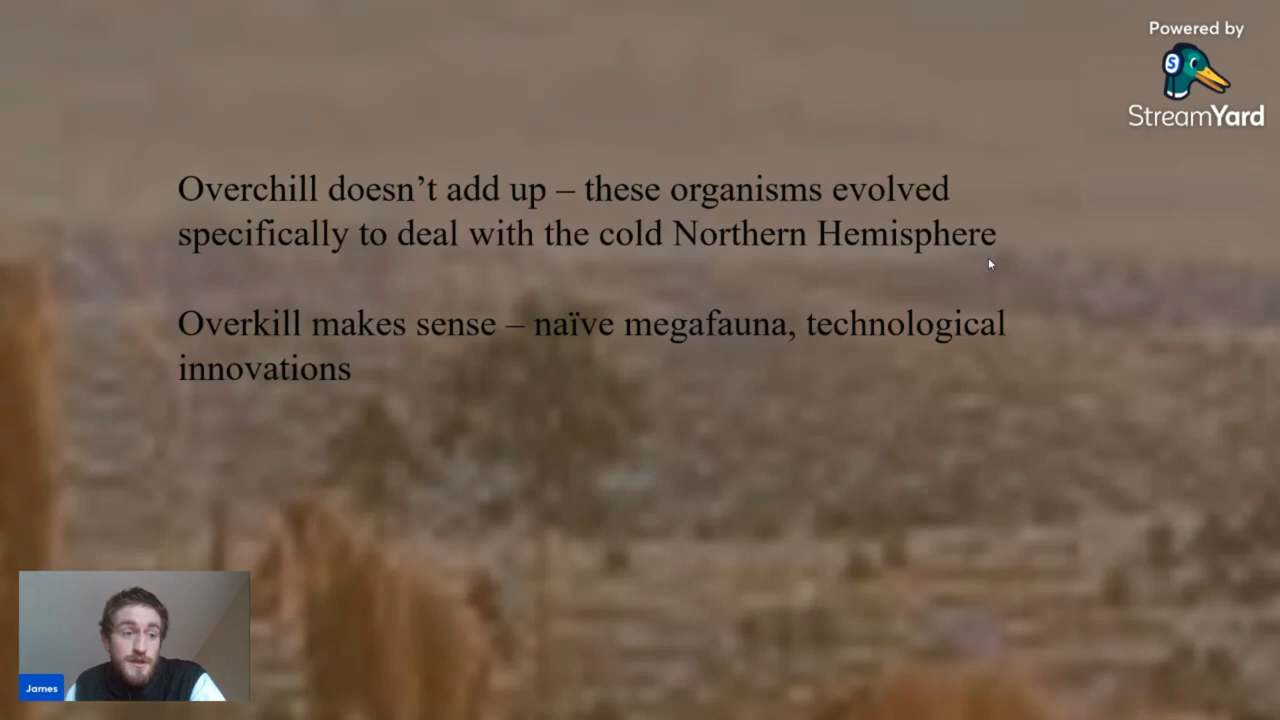 Powered by
StreamYard
Overchill doesn’t add up – these organisms evolved
specifically to deal with the cold Northern Hemisphere
Overkill makes sense – naïve megafauna, technological
innovations
James